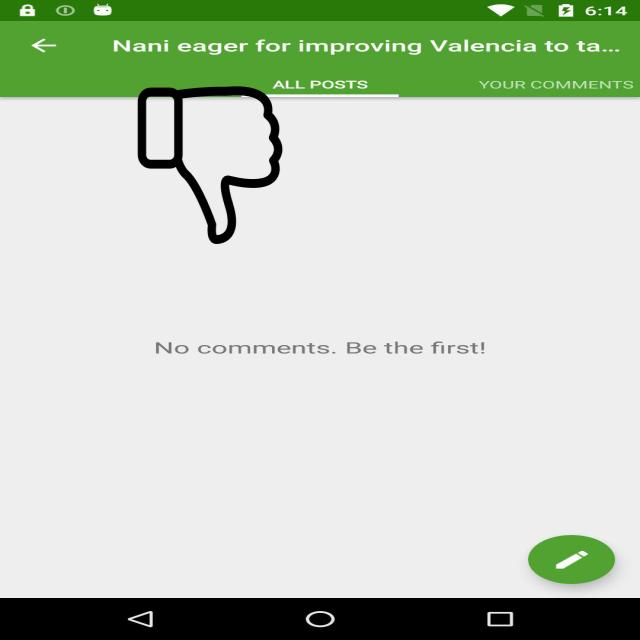 6:14
Nani eager for improving Valencia to ta...
ALL POSTS
YOUR COMMENTS
No comments. Be the first!